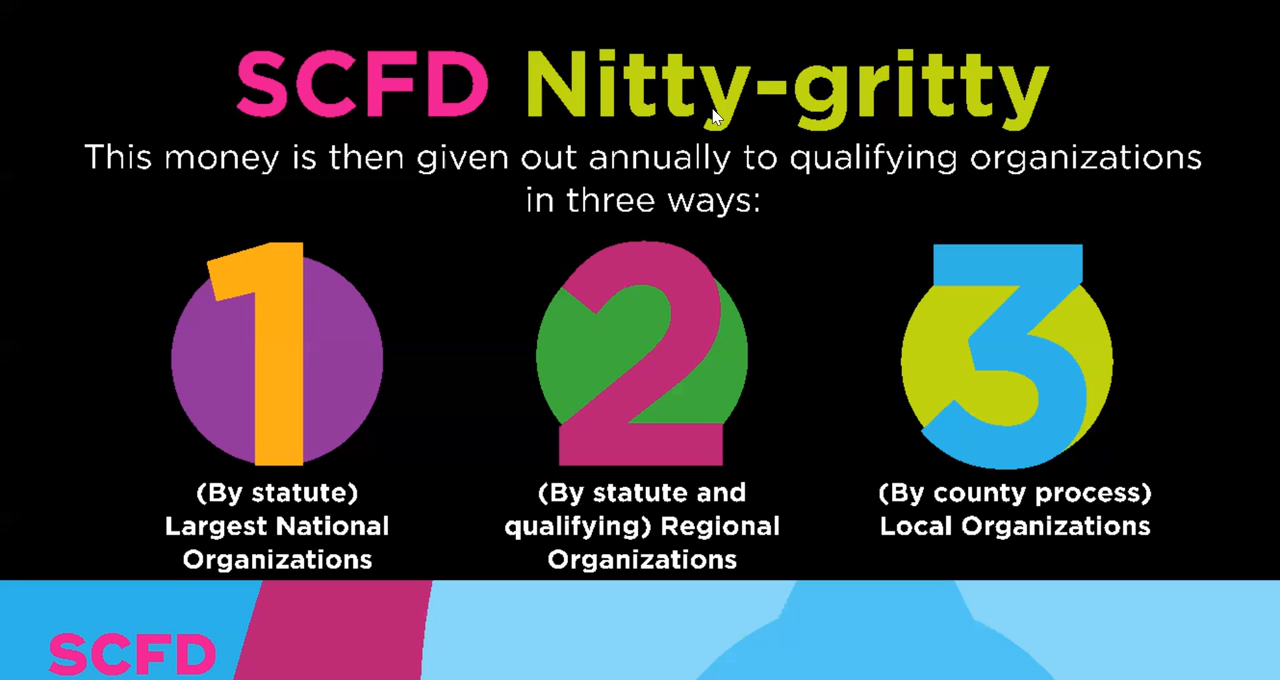 SCFD Nitty-gritty
This money is then given out annually to qualifying organizations
in three ways:
1
2
3
(By statute)
Largest National
Organizations
(By statute and
qualifying) Regional
Organizations
(By county process)
Local Organizations
SCFD